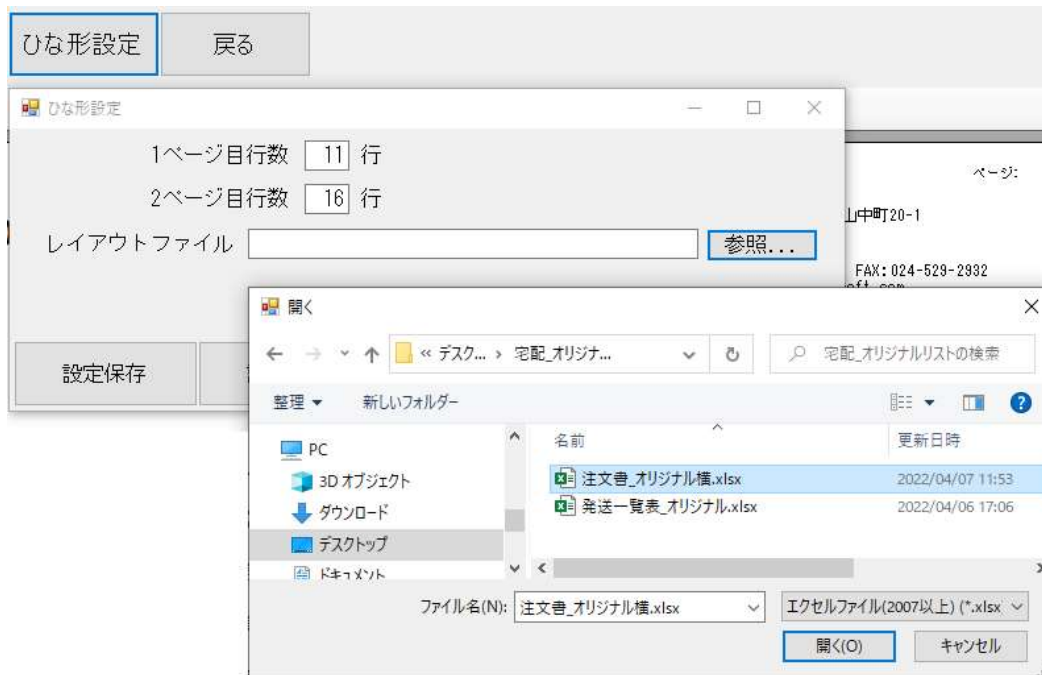 ひな形設定 戻る
ひな形設定
1ページ目行数 11 行
2ページ目行数 16 行
レイアウトファイル 参照...
設定保存
ページ:
山中町20-1
FAX:024-529-2932
開く
« デスク... › 宅配_オリジナ...
宅配_オリジナルリストの検索
整理 新しいフォルダー
PC
3D オブジェクト
ダウンロード
デスクトップ
ドキュメント
名前 更新日時
注文書_オリジナル横.xlsx 2022/04/07 11:53
発送一覧表_オリジナル.xlsx 2022/04/06 17:06
ファイル名(N): 注文書_オリジナル横.xlsx エクセルファイル(2007以上) (*.xlsx
開く(O) キャンセル